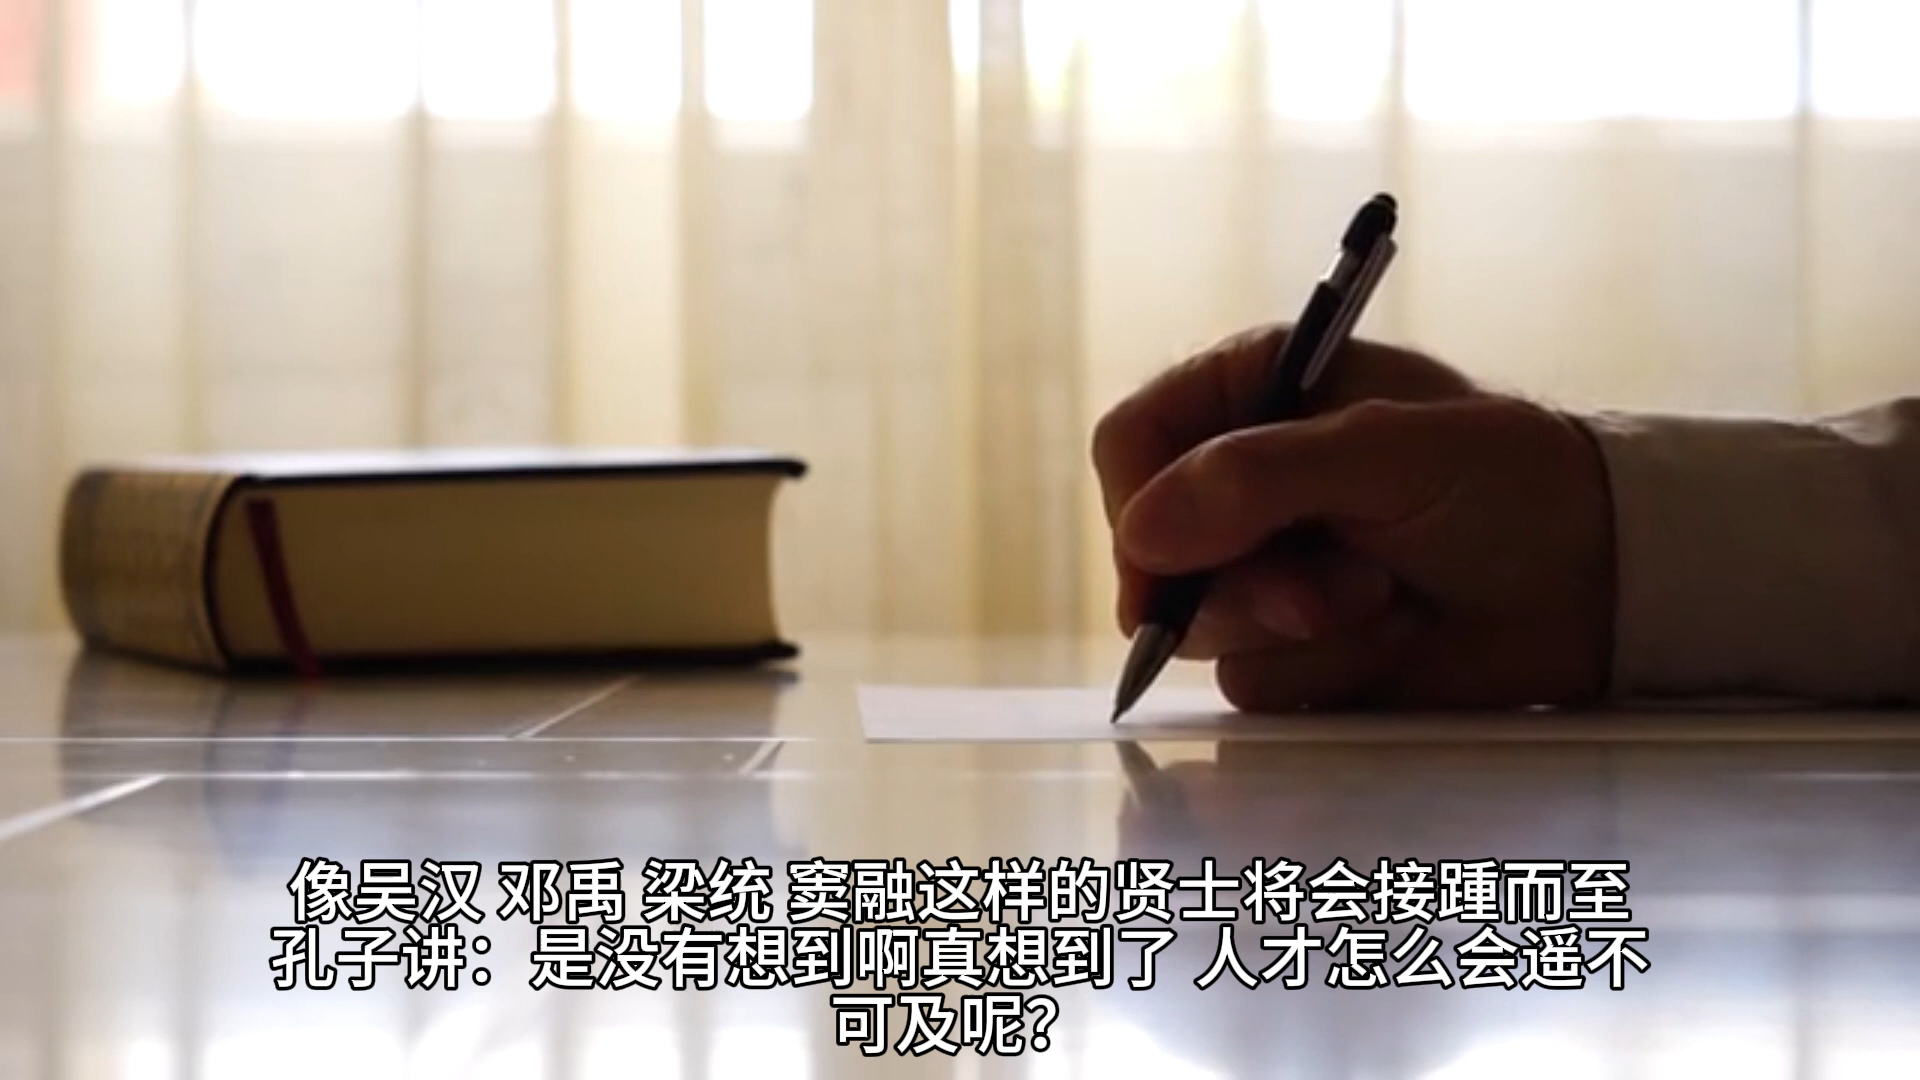 像吴汉 邓禹 梁统 窦融这样的贤士将会接踵而至
孔子讲：是没有想到啊真想到了 人才怎么会遥不
可及呢？